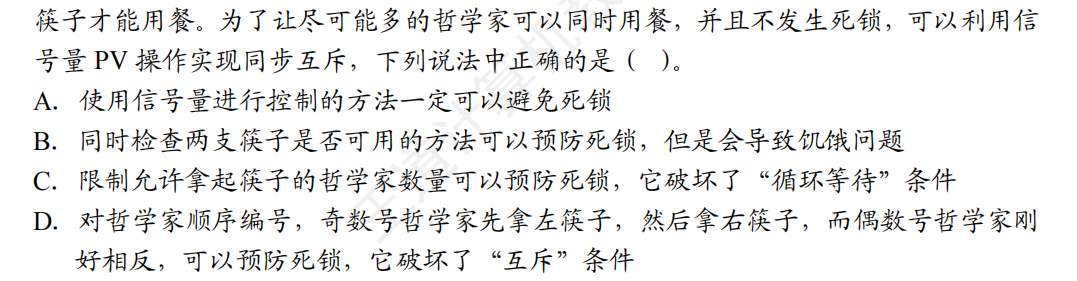 筷子才能用餐。为了让尽可能多的哲学家可以同时用餐，并且不发生死锁，可以利用信
号量 PV 操作实现同步互斥，下列说法中正确的是（　）。
A. 使用信号量进行控制的方法一定可以避免死锁
B. 同时检查两支筷子是否可用的方法可以预防死锁，但是会导致饥饿问题
C. 限制允许拿起筷子的哲学家数量可以预防死锁，它破坏了“循环等待”条件
D. 对哲学家顺序编号，奇数号哲学家先拿左筷子，然后拿右筷子，而偶数号哲学家刚
好相反，可以预防死锁，它破坏了“互斥”条件